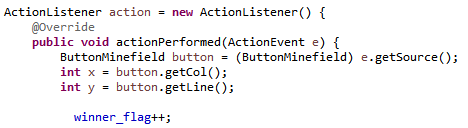 ActionListener action = new ActionListener() {
@Override
public void actionPerformed(ActionEvent e) {
ButtonMinefield button = (ButtonMinefield) e.getSource();
int x = button.getCol();
int y = button.getLine();
winner_flag++;